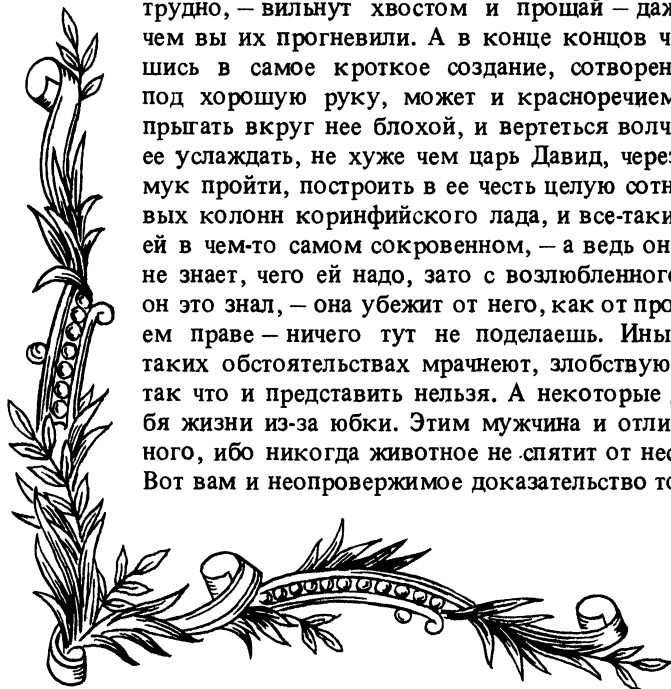 трудно, — вильнут хвостом и прощай — даж
чем вы их прогневили. А в конце концов ч
шись в самое кроткое создание, сотворен
под хорошую руку, может и красноречием
прыгать вкруг нее блохой, и вертеться волч
ее услаждать, не хуже чем царь Давид, через
мук пройти, построить в ее честь целую сотн
вых колонн коринфийского лада, и все-таки
ей в чем-то самом сокровенном, — а ведь он
не знает, чего ей надо, зато с возлюбленного
он это знал, — она убежит от него, как от про
ем праве — ничего тут не поделаешь. Ины
таких обстоятельствах мрачнеют, злобствую
так что и представить нельзя. А некоторые
бя жизни из-за юбки. Этим мужчина и отли
ного, ибо никогда животное не спятит от нес
Вот вам и неопровержимое доказательство то